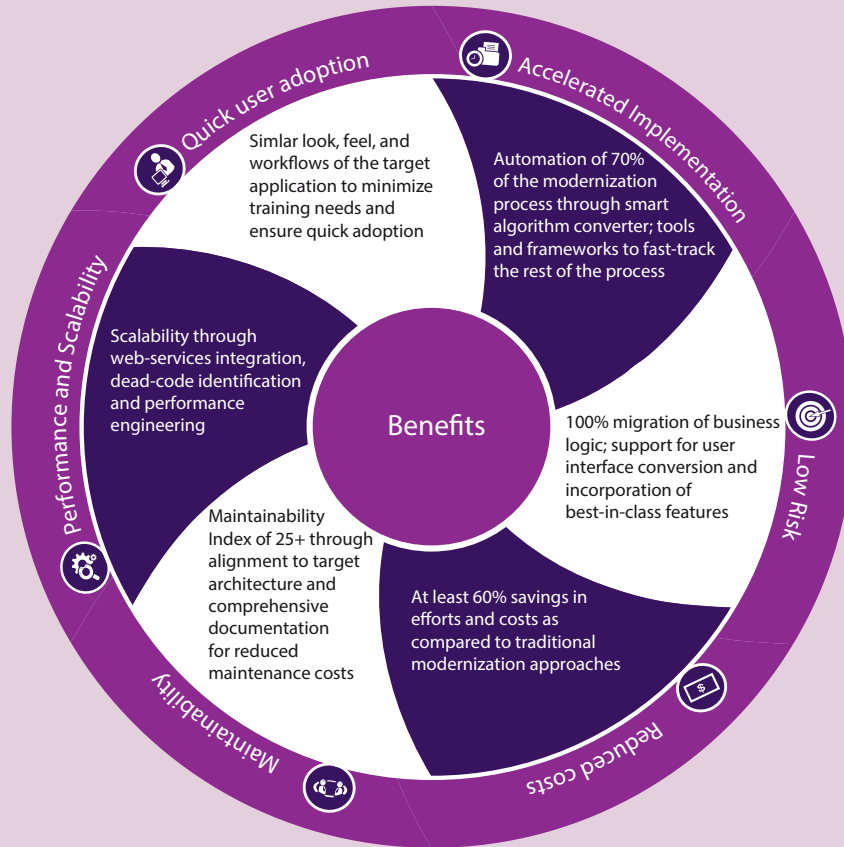 Benefits
Accelerated Implementation
Automation of 70%
of the modernization
process through smart
algorithm converter; tools
and frameworks to fast-track
the rest of the process
Low Risk
100% migration of business
logic; support for user
interface conversion and
incorporation of
best-in-class features
Reduced costs
$
At least 60% savings in
efforts and costs as
compared to traditional
modernization approaches
Maintainability
Maintainability
Index of 25+ through
alignment to target
architecture and
comprehensive
documentation
for reduced
maintenance costs
Performance and Scalability
Scalability through
web-services integration,
dead-code identification
and performance
engineering
Quick user adoption
Simlar look, feel, and
workflows of the target
application to minimize
training needs and
ensure quick adoption